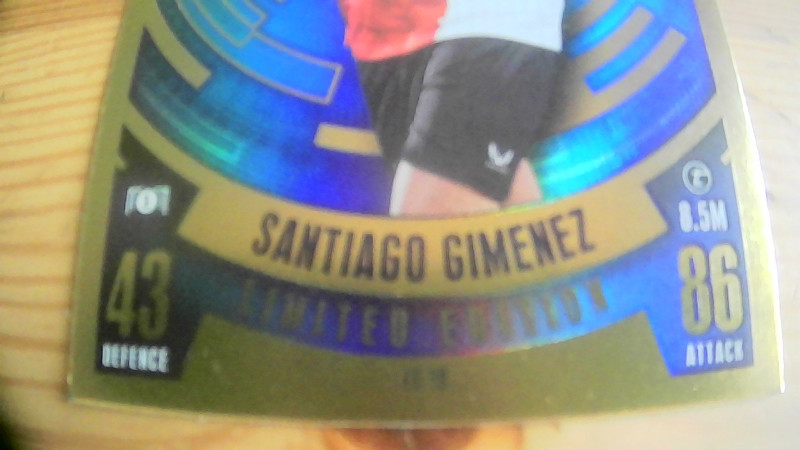 SANTIAGO GIMENEZ
LIMITED EDITION
43
DEFENCE
8.5M
86
ATTACK